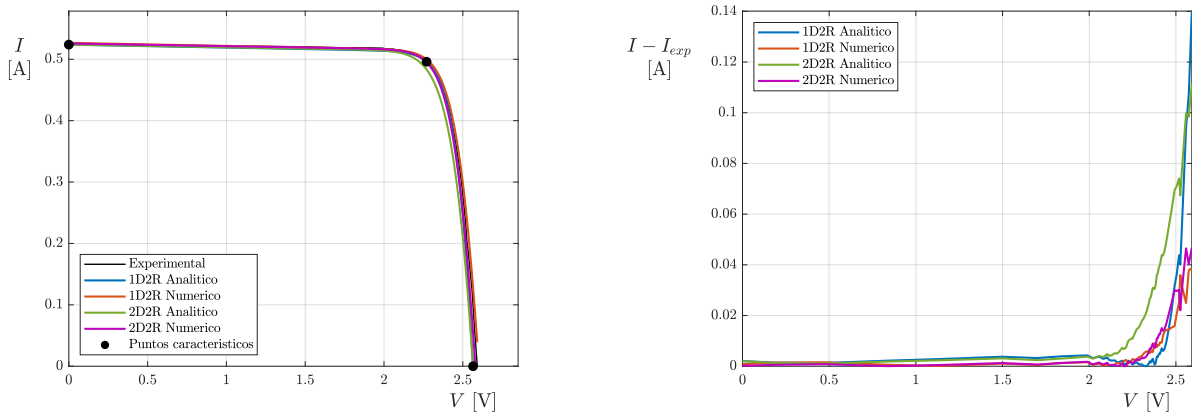 I
[A]
0.5
0.4
0.3
0.2
0.1
0
0
0.5
1
1.5
2
2.5
V [V]
Experimental
1D2R Analitico
1D2R Numerico
2D2R Analitico
2D2R Numerico
Puntos caracteristicos
I − Iexp
[A]
0.14
0.12
0.1
0.08
0.06
0.04
0.02
0
0
0.5
1
1.5
2
2.5
V [V]
1D2R Analitico
1D2R Numerico
2D2R Analitico
2D2R Numerico